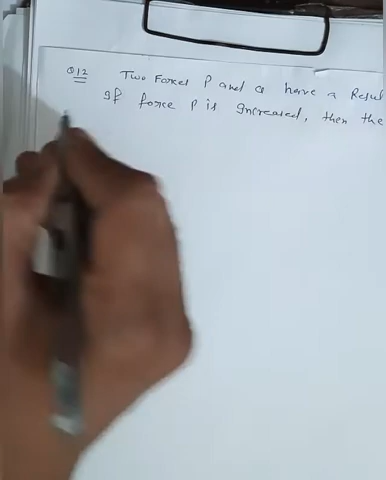 Q12 Two Forces P and Q have a Resul
If force P is increased, then the